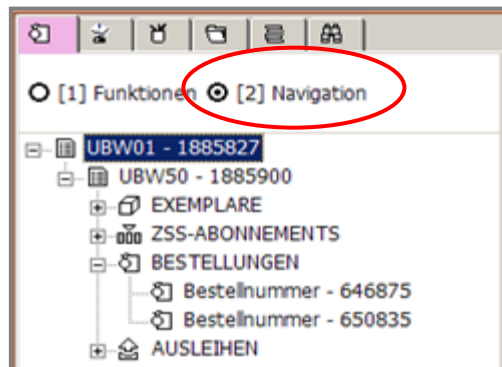 [1] Funktionen [2] Navigation
UBW01 - 1885827
UBW50 - 1885900
EXEMPLARE
ZSS-ABONNEMENTS
BESTELLUNGEN
Bestellnummer - 646875
Bestellnummer - 650835
AUSLEIHEN